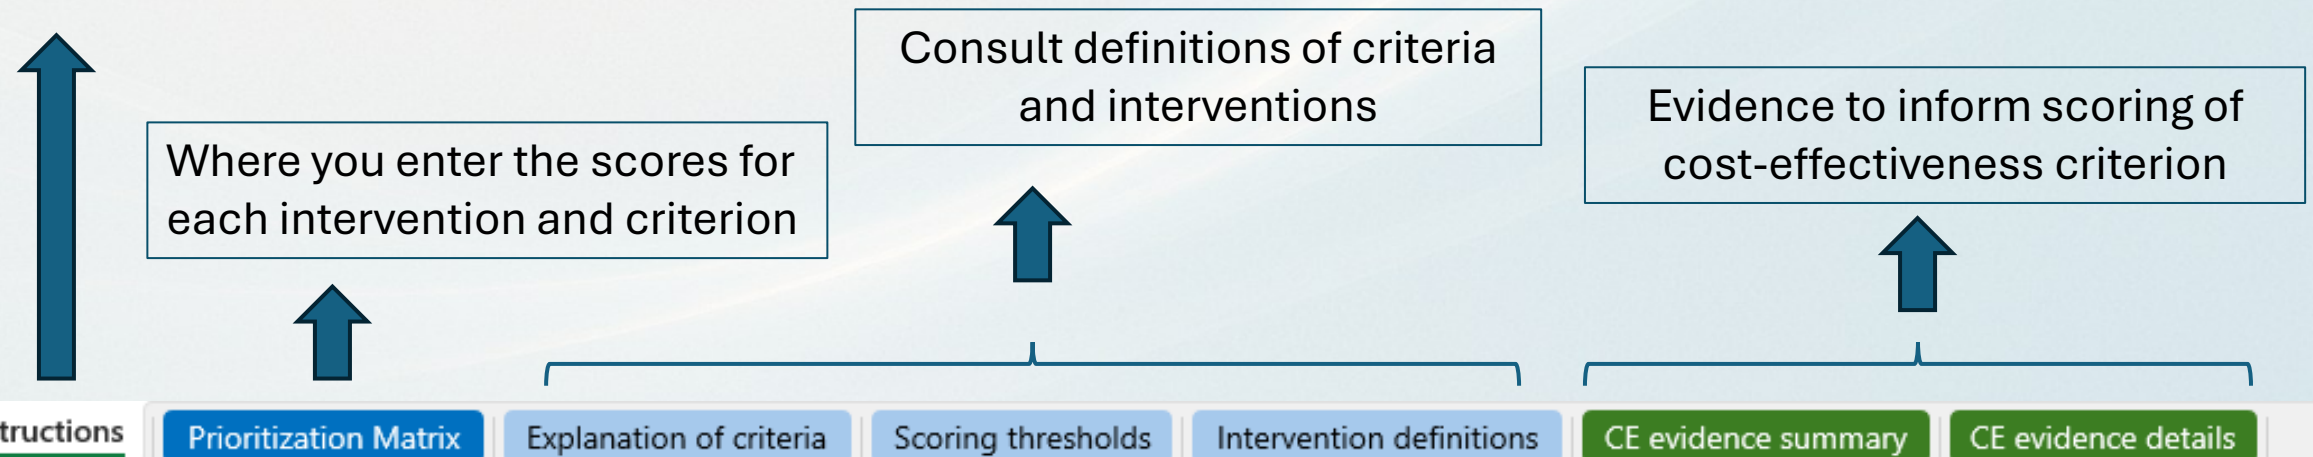 Consult definitions of criteria
and interventions
Evidence to inform scoring of
cost-effectiveness criterion
Where you enter the scores for
each intervention and criterion
tructions
Prioritization Matrix
Explanation of criteria
Scoring thresholds
Intervention definitions
CE evidence summary
CE evidence details